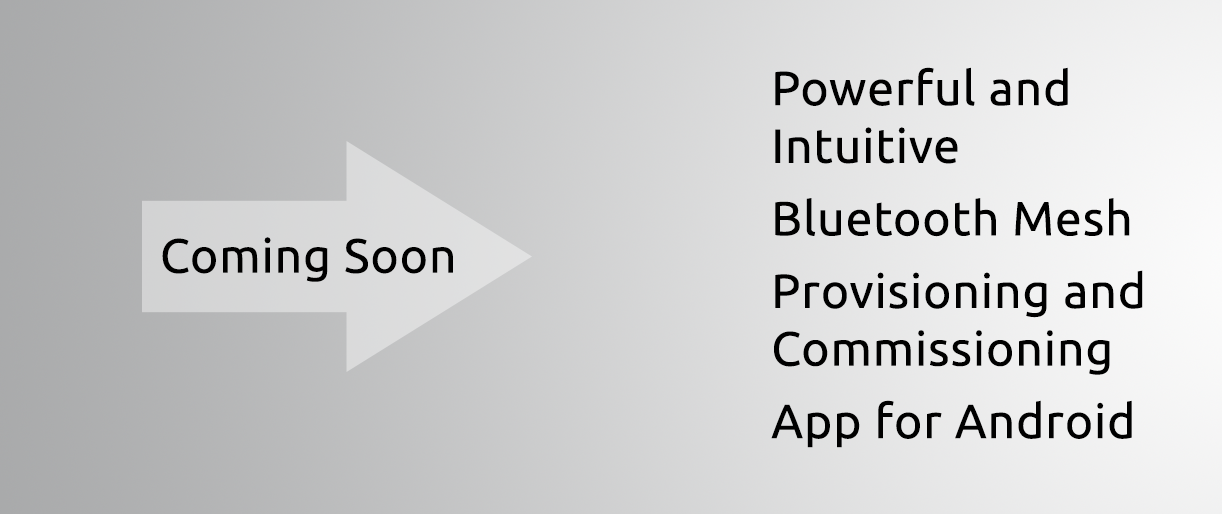 Coming Soon
Powerful and
Intuitive
Bluetooth Mesh
Provisioning and
Commissioning
App for Android